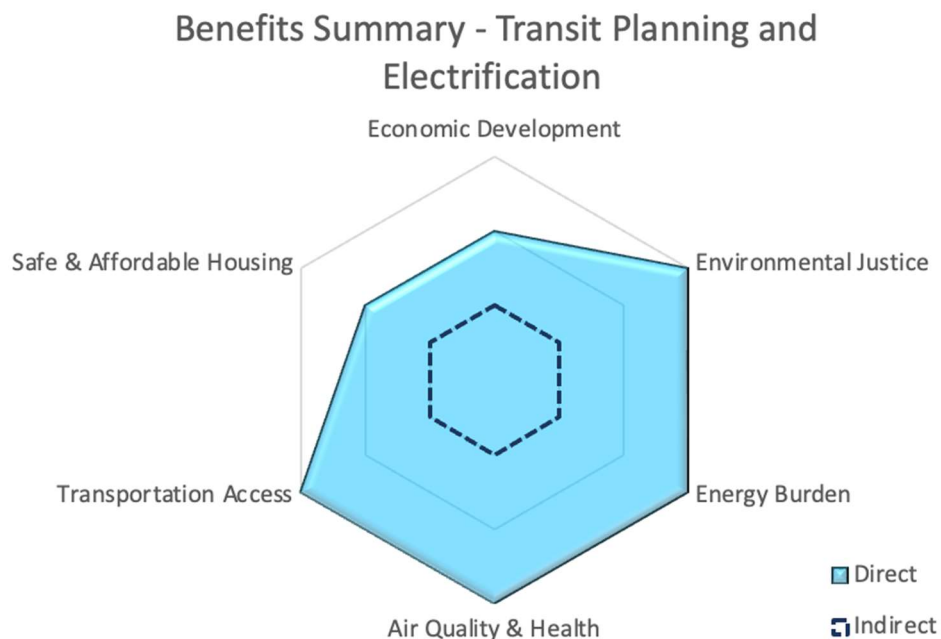 Benefits Summary - Transit Planning and
Electrification
Economic Development
Safe & Affordable Housing
Environmental Justice
Transportation Access
Energy Burden
Air Quality & Health
Direct
Indirect